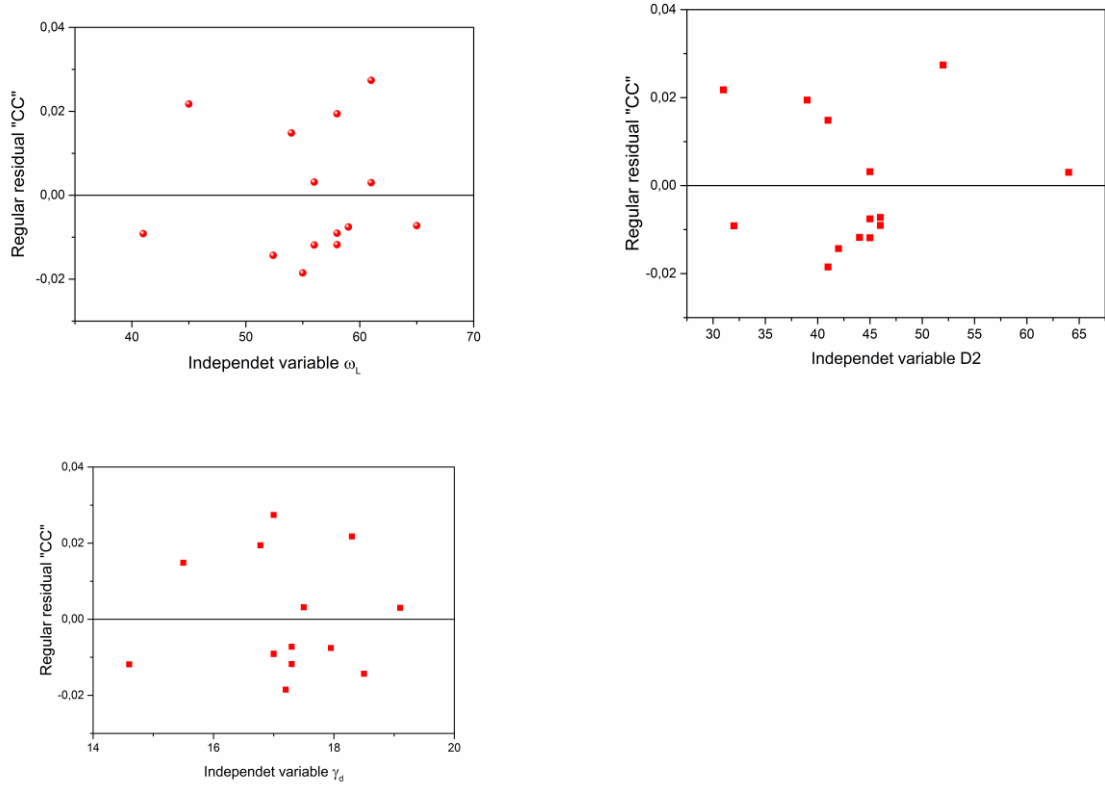 0,04
0,02
0,00
-0,02
Regular residual "CC"
40 50 60 70
Independet variable ω_L
0,04
0,02
0,00
-0,02
Regular residual "CC"
30 35 40 45 50 55 60 65
Independet variable D2
0,04
0,02
0,00
-0,02
Regular residual "CC"
14 16 18 20
Independet variable γ_d